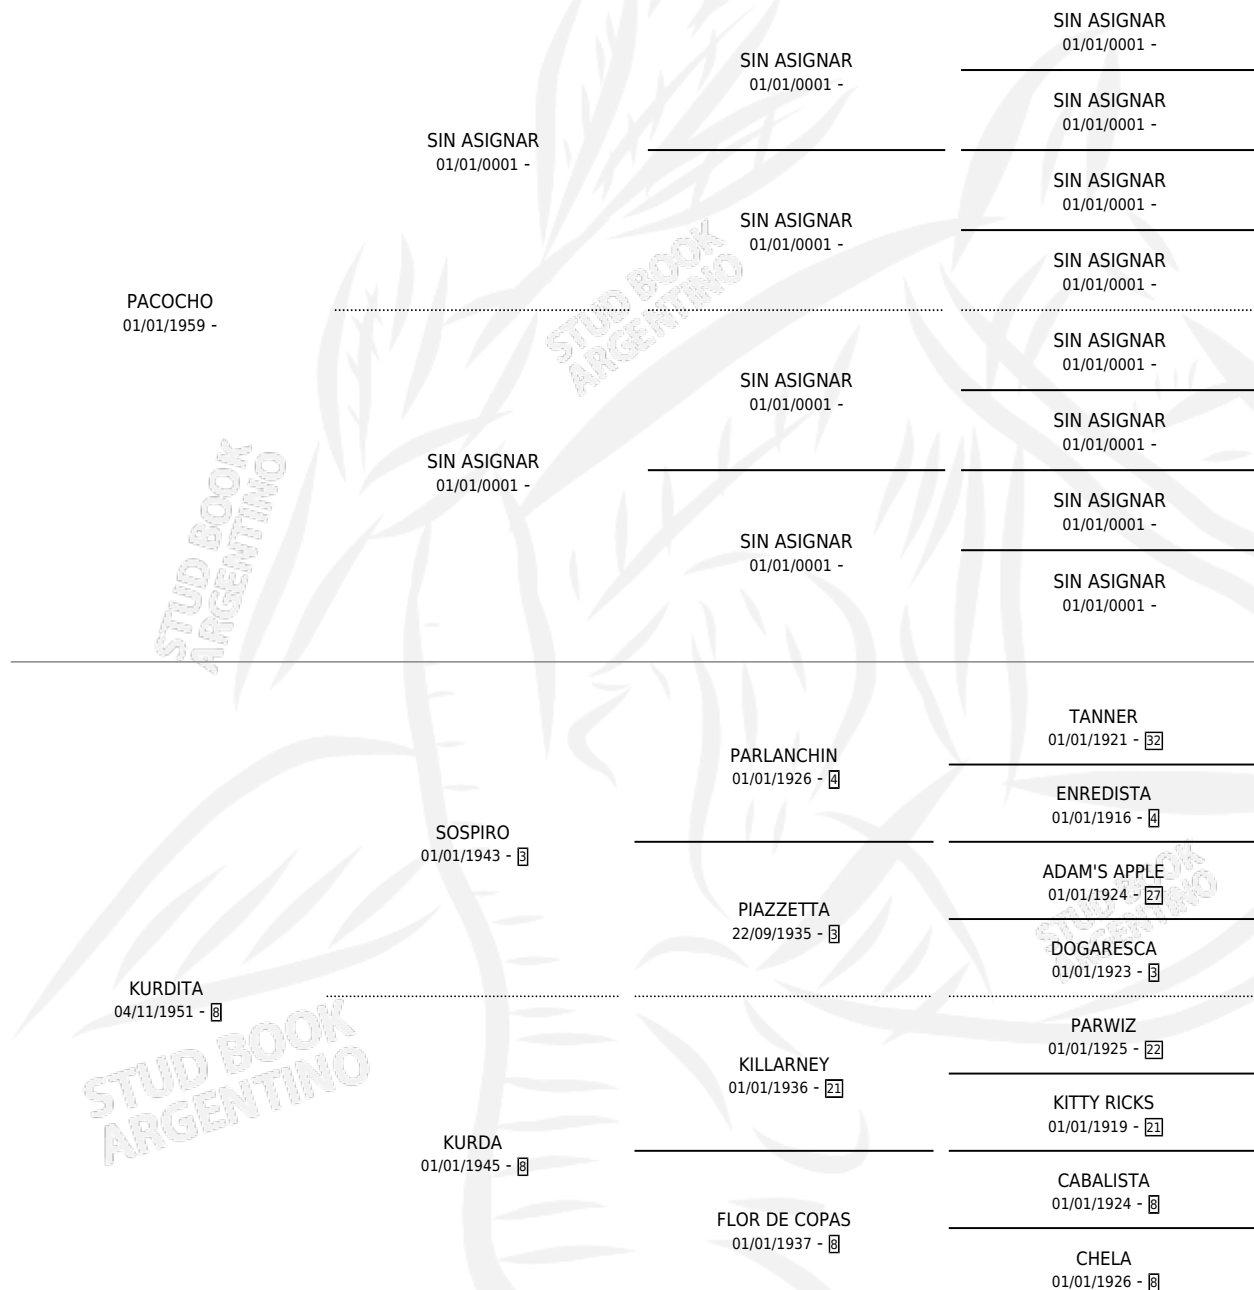 SIN ASIGNAR
01/01/0001 -
SIN ASIGNAR
01/01/0001 -
SIN ASIGNAR
01/01/0001 -
SIN ASIGNAR
01/01/0001 -
SIN ASIGNAR
01/01/0001 -
SIN ASIGNAR
01/01/0001 -
SIN ASIGNAR
01/01/0001 -
PACOCHO
01/01/1959 -
SIN ASIGNAR
01/01/0001 -
SIN ASIGNAR
01/01/0001 -
SIN ASIGNAR
01/01/0001 -
SIN ASIGNAR
01/01/0001 -
SIN ASIGNAR
01/01/0001 -
SIN ASIGNAR
01/01/0001 -
SIN ASIGNAR
01/01/0001 -
STUD BOOK
ARGENTINO
STUD BOOK
ARGENTINO
TANNER
01/01/1921 - 32
PARLANCHIN
01/01/1926 - 4
ENREDISTA
01/01/1916 - 4
SOSPIRO
01/01/1943 - 3
ADAM'S APPLE
01/01/1924 - 27
PIAZZETTA
22/09/1935 - 3
DOGARESCA
01/01/1923 - 3
STUD BOOK
ARGENTINO
KURDITA
04/11/1951 - 8
PARWIZ
01/01/1925 - 22
KILLARNEY
01/01/1936 - 21
KITTY RICKS
01/01/1919 - 21
STUD BOOK
ARGENTINO
KURDA
01/01/1945 - 8
CABALISTA
01/01/1924 - 8
FLOR DE COPAS
01/01/1937 - 8
CHELA
01/01/1926 - 8